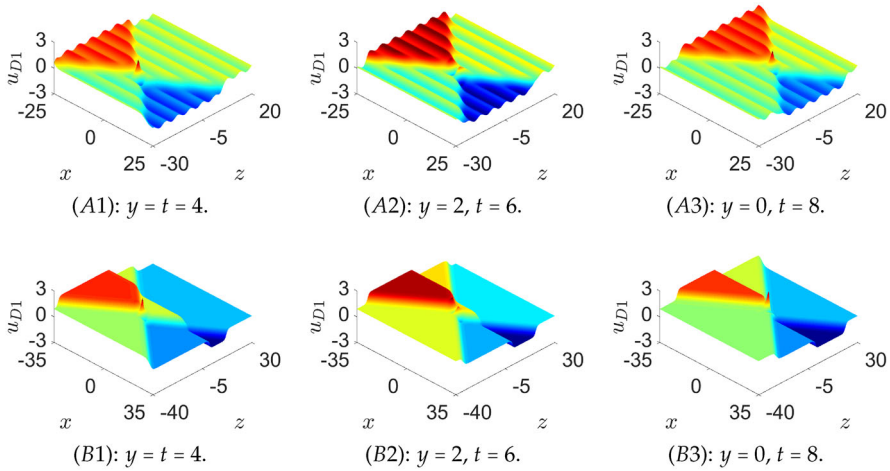 3 3 3
0 0 0
-3 -3 -3
u_{D1} u_{D1} u_{D1}
-25 20 -25 20 -25 20
0 -5 0 -5 0 -5
x 25 -30 z x 25 -30 z x 25 -30 z
(A1): y = t = 4. (A2): y = 2, t = 6. (A3): y = 0, t = 8.
3 3 3
0 0 0
-3 -3 -3
u_{D1} u_{D1} u_{D1}
-35 30 -35 30 -35 30
0 -5 0 -5 0 -5
x 35 -40 z x 35 -40 z x 35 -40 z
(B1): y = t = 4. (B2): y = 2, t = 6. (B3): y = 0, t = 8.